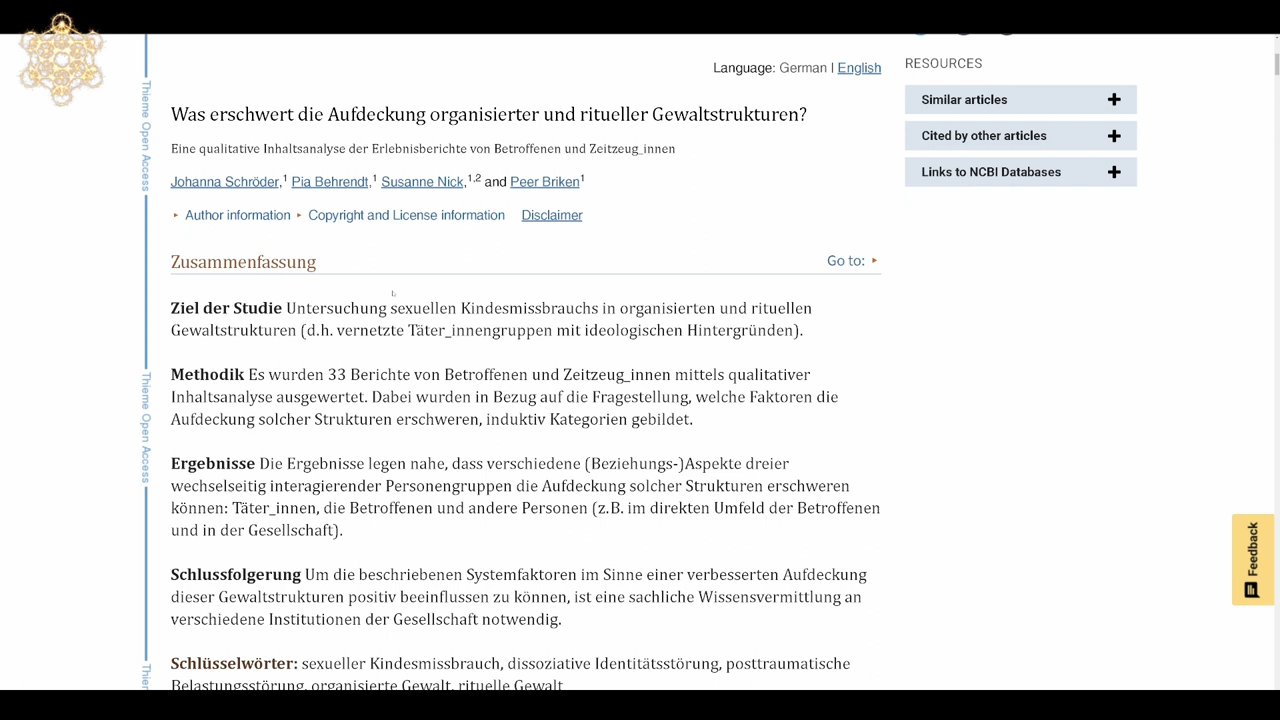 Language: German | English
RESOURCES
Similar articles
Cited by other articles
Links to NCBI Databases
Thieme Open Access
Thieme Open Access
Was erschwert die Aufdeckung organisierter und ritueller Gewaltstrukturen?
Eine qualitative Inhaltsanalyse der Erlebnisberichte von Betroffenen und Zeitzeug_innen
Johanna Schröder,1 Pia Behrendt,1 Susanne Nick,1,2 and Peer Briken1
Author information Copyright and License information Disclaimer
Zusammenfassung
Go to:
Ziel der Studie Untersuchung sexuellen Kindesmissbrauchs in organisierten und rituellen
Gewaltstrukturen (d.h. vernetzte Täter_innengruppen mit ideologischen Hintergründen).
Methodik Es wurden 33 Berichte von Betroffenen und Zeitzeug_innen mittels qualitativer
Inhaltsanalyse ausgewertet. Dabei wurden in Bezug auf die Fragestellung, welche Faktoren die
Aufdeckung solcher Strukturen erschweren, induktiv Kategorien gebildet.
Ergebnisse Die Ergebnisse legen nahe, dass verschiedene (Beziehungs-)Aspekte dreier
wechselseitig interagierender Personengruppen die Aufdeckung solcher Strukturen erschweren
können: Täter_innen, die Betroffenen und andere Personen (z.B. im direkten Umfeld der Betroffenen
und in der Gesellschaft).
Schlussfolgerung Um die beschriebenen Systemfaktoren im Sinne einer verbesserten Aufdeckung
dieser Gewaltstrukturen positiv beeinflussen zu können, ist eine sachliche Wissensvermittlung an
verschiedene Institutionen der Gesellschaft notwendig.
Schlüsselwörter: sexueller Kindesmissbrauch, dissoziative Identitätsstörung, posttraumatische
Belastungsstörung, organisierte Gewalt, rituelle Gewalt
Feedback